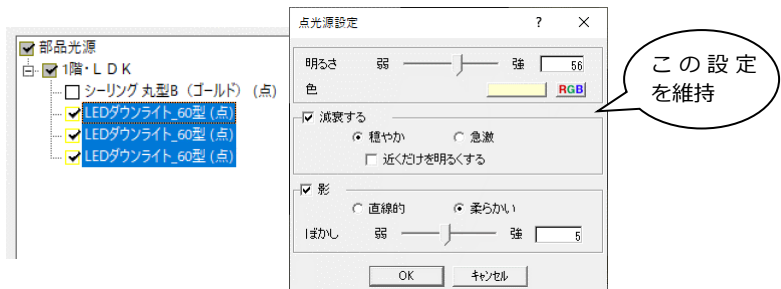 部品光源
1階・LDK
シーリング 丸型B（ゴールド） (点)
LEDダウンライト_60型 (点)
LEDダウンライト_60型 (点)
LEDダウンライト_60型 (点)
点光源設定 ? ×
明るさ 弱 強 56
色 RGB
減衰する
穏やか 急激
近くだけを明るくする
影
直線的 柔らかい
ぼかし 弱 強 5
OK キャンセル
この設定
を維持